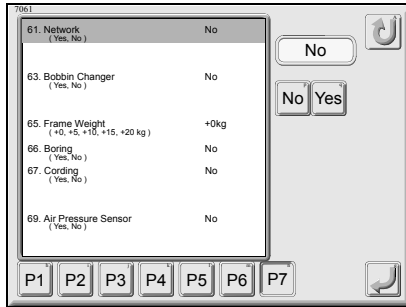 7061
61. Network No
( Yes, No )
No
No Yes
63. Bobbin Changer No
( Yes, No )
65. Frame Weight +0kg
( +0, +5, +10, +15, +20 kg )
66. Boring No
( Yes, No )
67. Cording No
( Yes, No )
69. Air Pressure Sensor No
( Yes, No )
P1 P2 P3 P4 P5 P6 P7